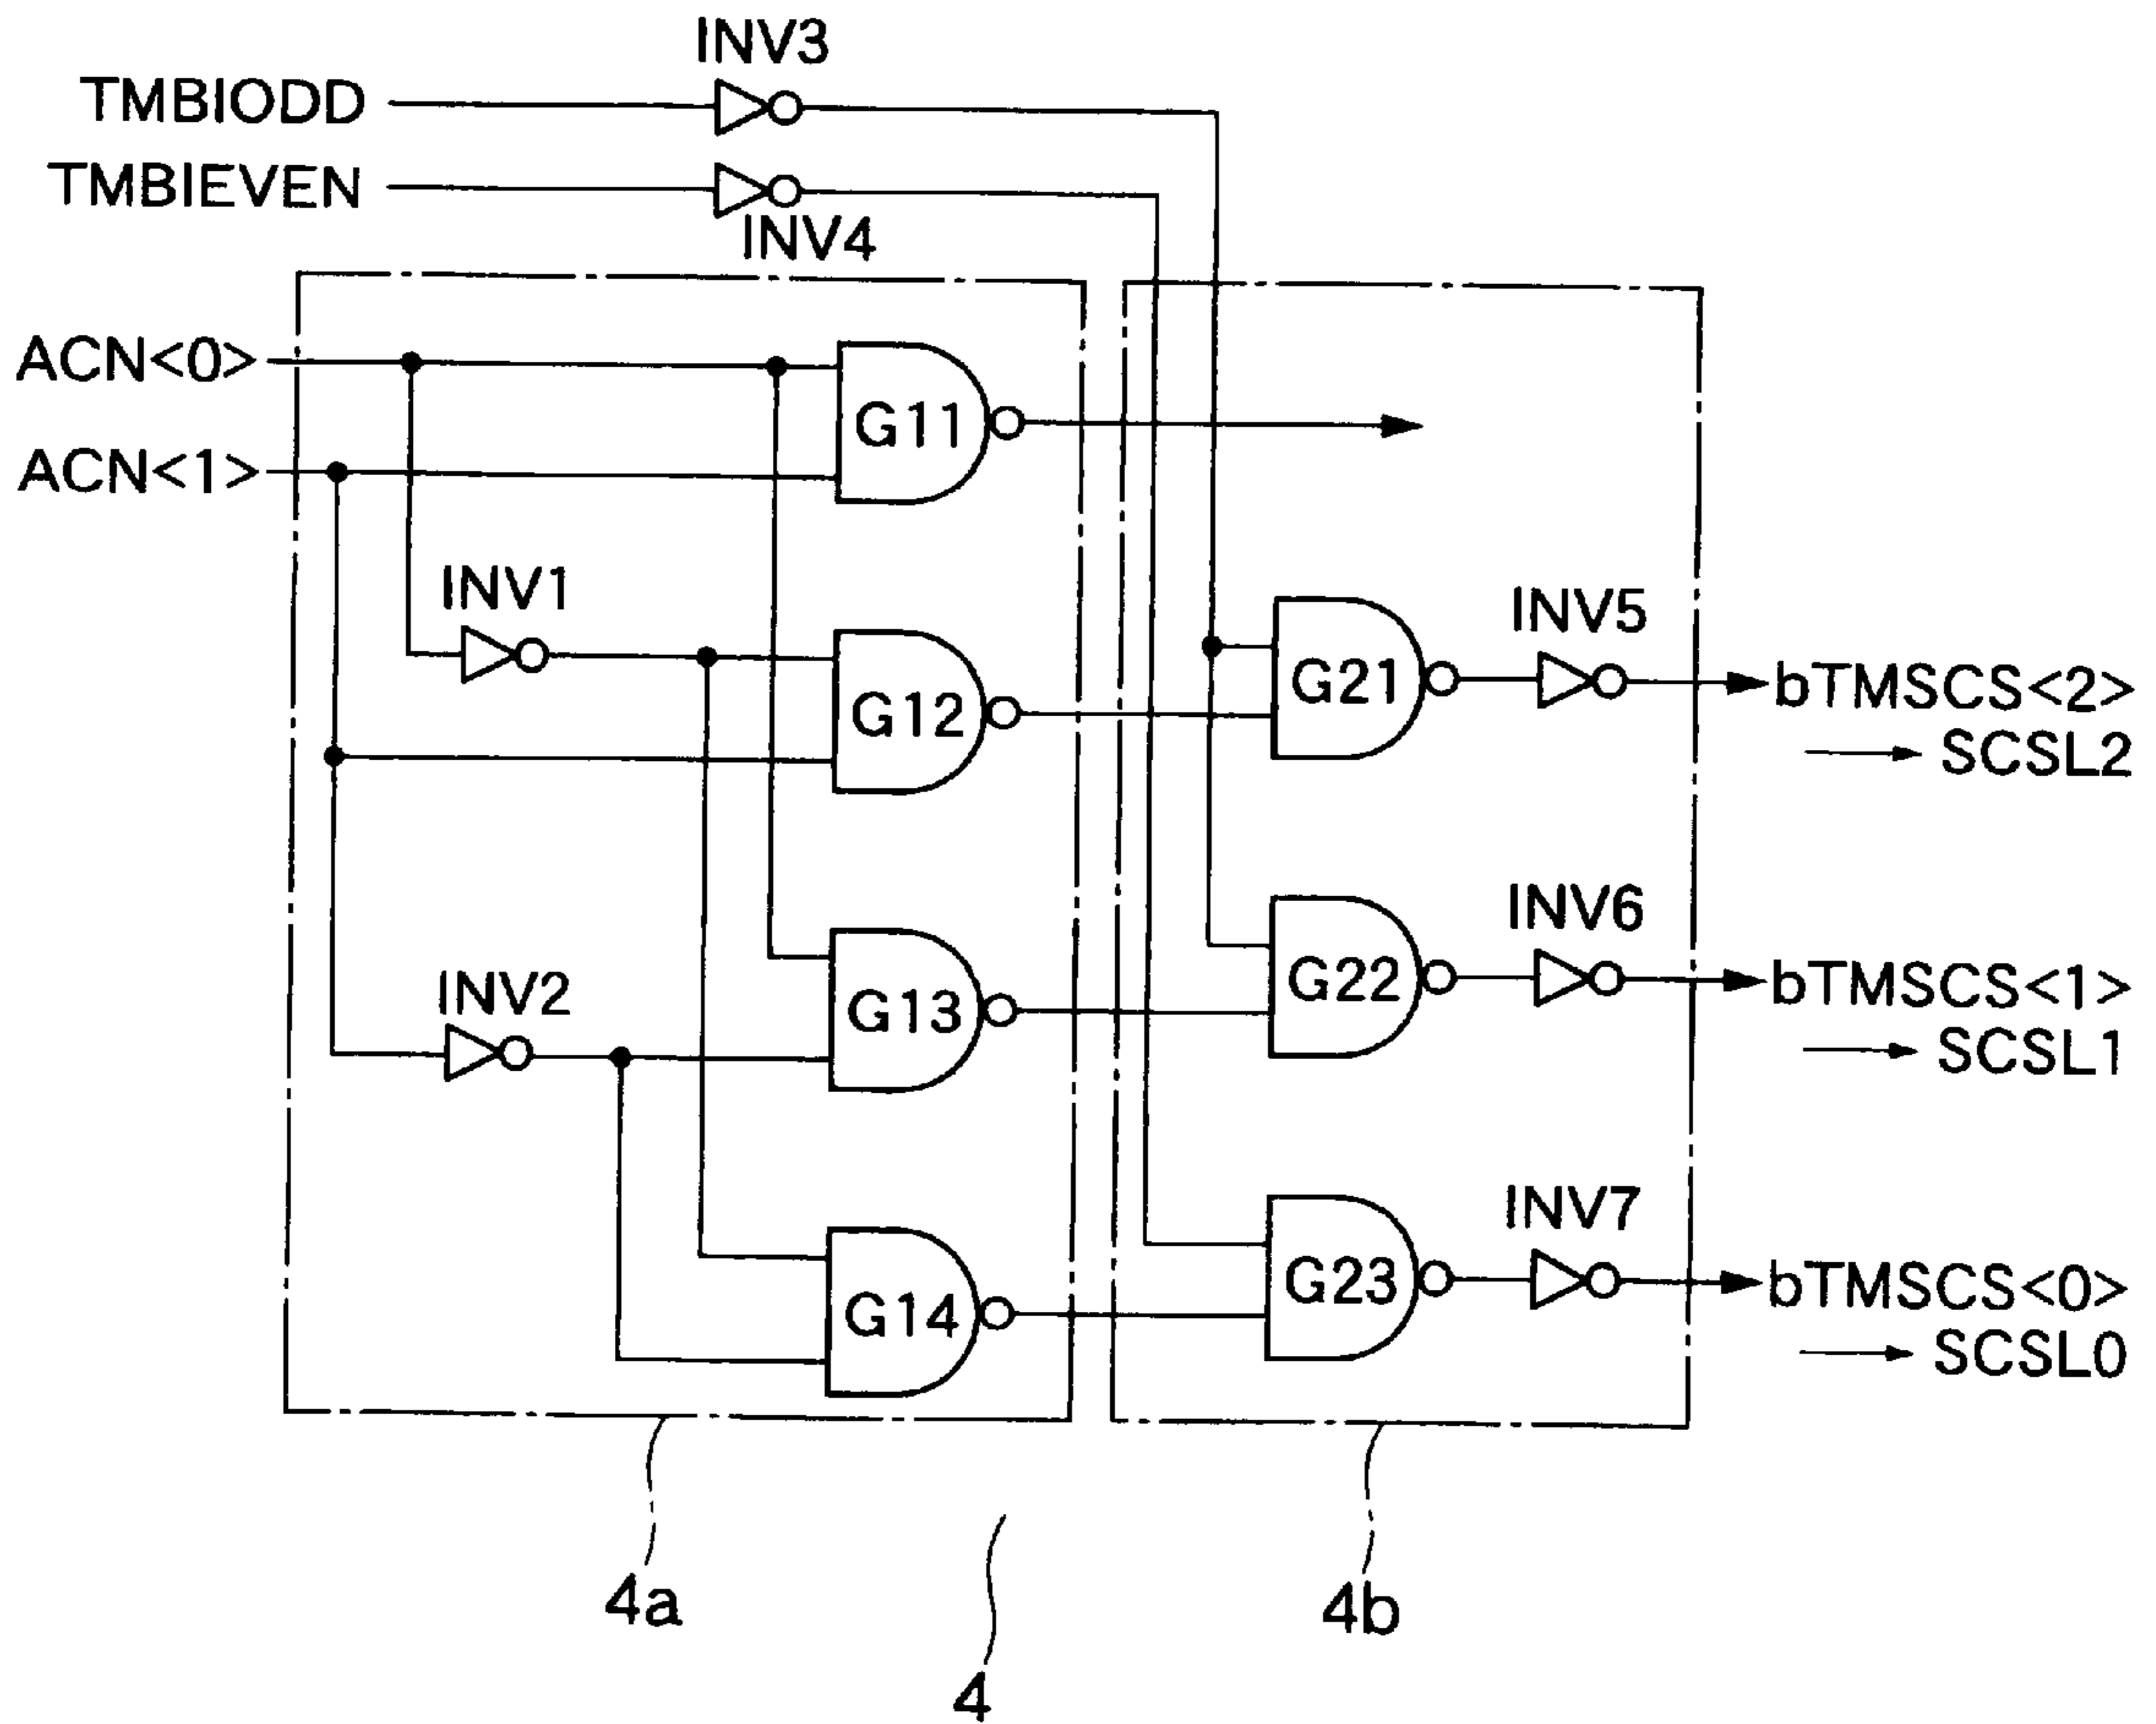 INV3
TMBIODD
TMBIEVEN
INV4
ACN<0>
G11
ACN<1>
INV1
INV5
G12
G21
bTMSCS<2>
SCSL2
INV6
INV2
G13
G22
bTMSCS<1>
SCSL1
INV7
G14
G23
bTMSCS<0>
SCSL0
4a
4b
4